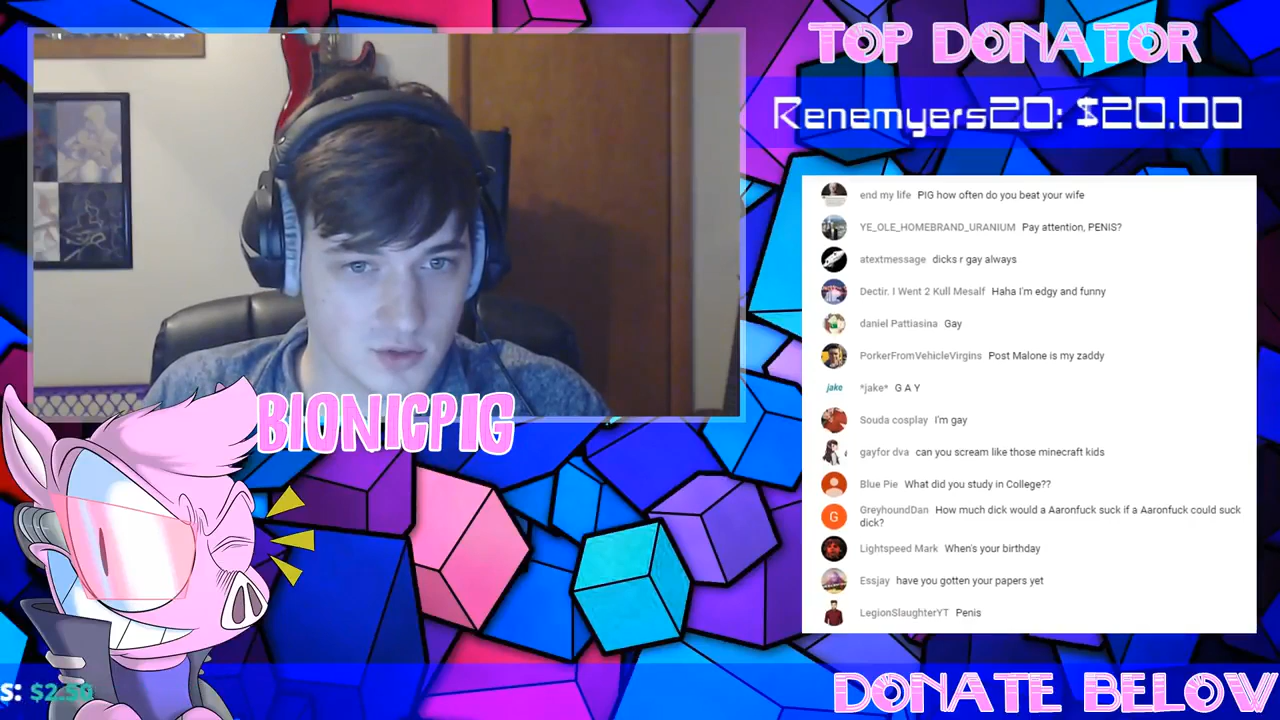 TOP DONATOR
Renemyers20: $20.00
end my life PIG how often do you beat your wife
YE_OLE_HOMEBRAND_URANIUM Pay attention, PENIS?
atextmessage dicks r gay always
Dectir. I Went 2 Kull Mesalf Haha I'm edgy and funny
daniel Pattiasina Gay
PorkerFromVehicleVirgins Post Malone is my zaddy
jake *jake* G A Y
Souda cosplay I'm gay
gayfor dva can you scream like those minecraft kids
Blue Pie What did you study in College??
G GreyhoundDan How much dick would a Aaronfuck suck if a Aaronfuck could suck
dick?
Lightspeed Mark When's your birthday
Essjay have you gotten your papers yet
LegionSlaughterYT Penis
BIONICPIG
S: $2.50
DONATE BELOW